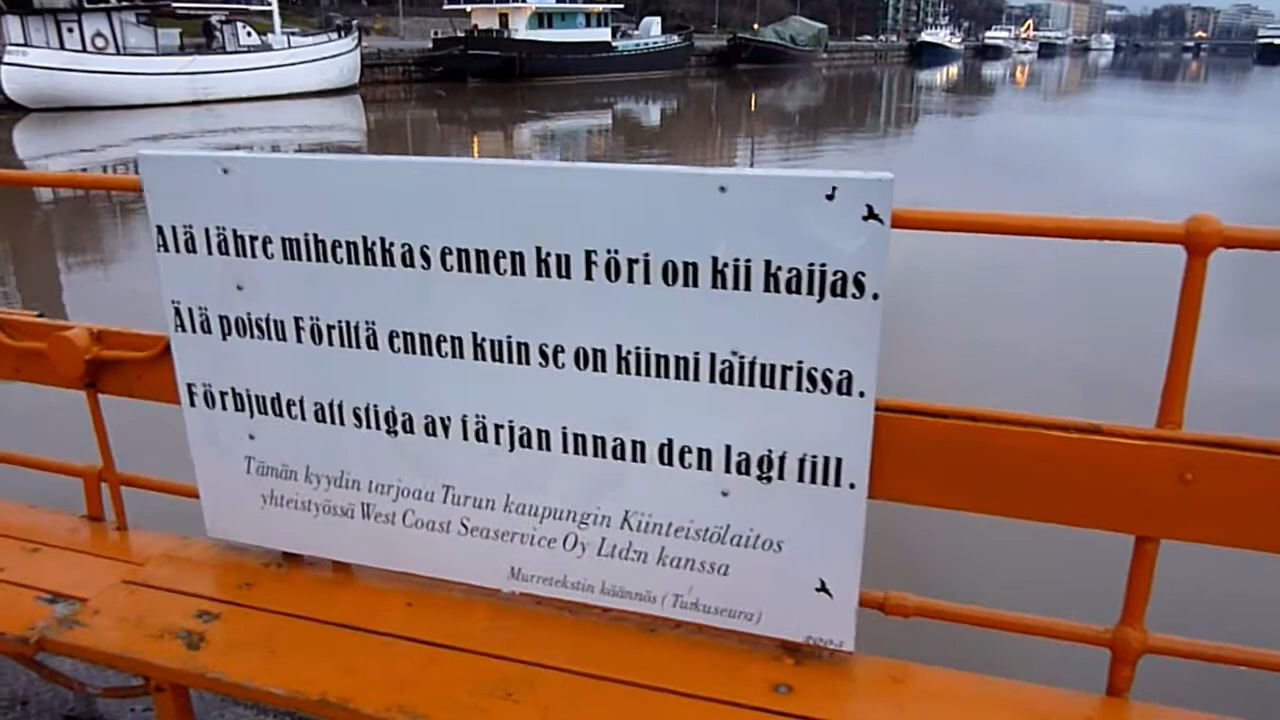 Älä lähre mihenkkas ennen ku Föri on kii kaijas.
Älä poistu Föriltä ennen kuin se on kiinni laiturissa.
Förbjudet att stiga av färjan innan den lagt till.
Tämän kyydin tarjoaa Turun kaupungin Kiinteistölaitos
yhteistyössä West Coast Seaservice Oy Ltd:n kanssa
Murretekstin käännös (Turkuseura)